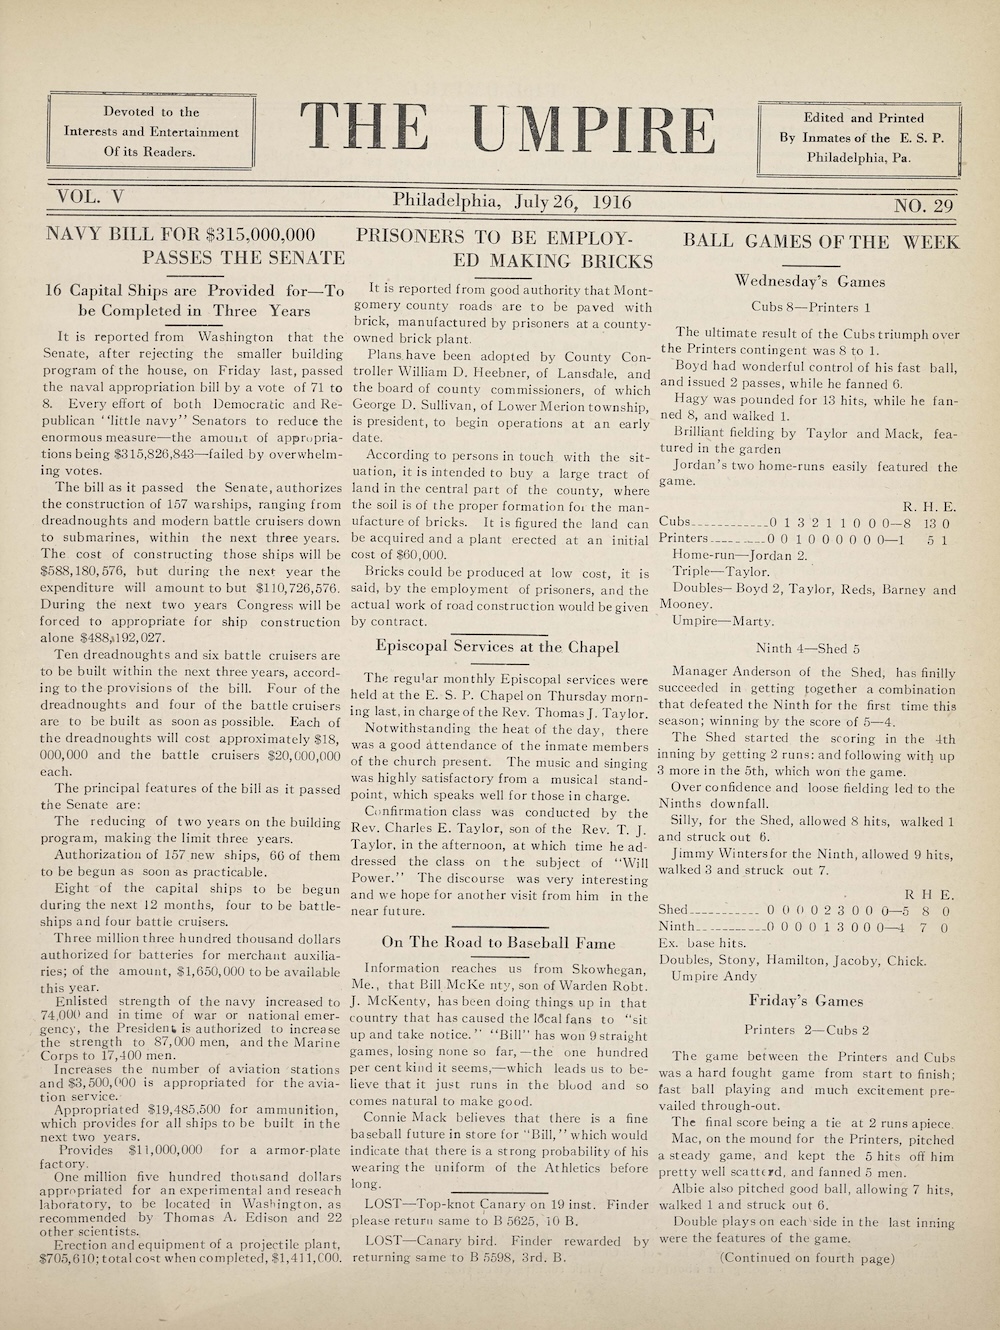 Devoted to the
Interests and Entertainment
Of its Readers.
THE UMPIRE
Edited and Printed
By Inmates of the E. S. P.
Philadelphia, Pa.
VOL. V
Philadelphia, July 26, 1916
NO. 29
NAVY BILL FOR $315,000,000
PASSES THE SENATE
16 Capital Ships are Provided for—To
be Completed in Three Years
It is reported from Washington that the
Senate, after rejecting the smaller building
program of the house, on Friday last, passed
the naval appropriation bill by a vote of 71 to
8. Every effort of both Democratic and Re-
publican "little navy" Senators to reduce the
enormous measure—the amount of appropria-
tions being $315,826,843—failed by overwhelm-
ing votes.
The bill as it passed the Senate, authorizes
the construction of 157 warships, ranging from
dreadnoughts and modern battle cruisers down
to submarines, within the next three years.
The cost of constructing those ships will be
$588,180,576, but during the next year the
expenditure will amount to but $110,726,576.
During the next two years Congress will be
forced to appropriate for ship construction
alone $488,192,027.
Ten dreadnoughts and six battle cruisers are
to be built within the next three years, accord-
ing to the provisions of the bill. Four of the
dreadnoughts and four of the battle cruisers
are to be built as soon as possible. Each of
the dreadnoughts will cost approximately $18,
000,000 and the battle cruisers $20,000,000
each.
The principal features of the bill as it passed
the Senate are:
The reducing of two years on the building
program, making the limit three years.
Authorization of 157 new ships, 66 of them
to be begun as soon as practicable.
Eight of the capital ships to be begun
during the next 12 months, four to be battle-
ships and four battle cruisers.
Three million three hundred thousand dollars
authorized for batteries for merchant auxilia-
ries; of the amount, $1,650,000 to be available
this year.
Enlisted strength of the navy increased to
74,000 and in time of war or national emer-
gency, the President is authorized to increase
the strength to 87,000 men, and the Marine
Corps to 17,400 men.
Increases the number of aviation stations
and $3,500,000 is appropriated for the avia-
tion service.
Appropriated $19,485,500 for ammunition,
which provides for all ships to be built in the
next two years.
Provides $11,000,000 for a armor-plate
factory.
One million five hundred thousand dollars
appropriated for an experimental and reseach
laboratory, to be located in Washington, as
recommended by Thomas A. Edison and 22
other scientists.
Erection and equipment of a projectile plant,
$705,610; total cost when completed, $1,411,000.
PRISONERS TO BE EMPLOY-
ED MAKING BRICKS
It is reported from good authority that Mont-
gomery county roads are to be paved with
brick, manufactured by prisoners at a county-
owned brick plant.
Plans have been adopted by County Con-
troller William D. Heebner, of Lansdale, and
the board of county commissioners, of which
George D. Sullivan, of Lower Merion township,
is president, to begin operations at an early
date.
According to persons in touch with the sit-
uation, it is intended to buy a large tract of
land in the central part of the county, where
the soil is of the proper formation for the man-
ufacture of bricks. It is figured the land can
be acquired and a plant erected at an initial
cost of $60,000.
Bricks could be produced at low cost, it is
said, by the employment of prisoners, and the
actual work of road construction would be given
by contract.
Episcopal Services at the Chapel
The regular monthly Episcopal services were
held at the E. S. P. Chapel on Thursday morn-
ing last, in charge of the Rev. Thomas J. Taylor.
Notwithstanding the heat of the day, there
was a good attendance of the inmate members
of the church present. The music and singing
was highly satisfactory from a musical stand-
point, which speaks well for those in charge.
Confirmation class was conducted by the
Rev. Charles E. Taylor, son of the Rev. T. J.
Taylor, in the afternoon, at which time he ad-
dressed the class on the subject of "Will
Power." The discourse was very interesting
and we hope for another visit from him in the
near future.
On The Road to Baseball Fame
Information reaches us from Skowhegan,
Me., that Bill McKe nty, son of Warden Robt.
J. McKenty, has been doing things up in that
country that has caused the local fans to "sit
up and take notice." "Bill" has won 9 straight
games, losing none so far,—the one hundred
per cent kind it seems,—which leads us to be-
lieve that it just runs in the blood and so
comes natural to make good.
Connie Mack believes that there is a fine
baseball future in store for "Bill," which would
indicate that there is a strong probability of his
wearing the uniform of the Athletics before
long.
LOST—Top-knot Canary on 19 inst. Finder
please return same to B 5625, 10 B.
LOST—Canary bird. Finder rewarded by
returning same to B 5598, 3rd. B.
BALL GAMES OF THE WEEK
Wednesday's Games
Cubs 8—Printers 1
The ultimate result of the Cubs triumph over
the Printers contingent was 8 to 1.
Boyd had wonderful control of his fast ball,
and issued 2 passes, while he fanned 6.
Hagy was pounded for 13 hits, while he fan-
ned 8, and walked 1.
Brilliant fielding by Taylor and Mack, fea-
tured in the garden
Jordan's two home-runs easily featured the
game.
R. H. E.
Cubs............0 1 3 2 1 1 0 0 0—8 13 0
Printers.........0 0 1 0 0 0 0 0 0—1 5 1
Home-run—Jordan 2.
Triple—Taylor.
Doubles—Boyd 2, Taylor, Reds, Barney and
Mooney.
Umpire—Marty.
Ninth 4—Shed 5
Manager Anderson of the Shed, has finilly
succeeded in getting together a combination
that defeated the Ninth for the first time this
season; winning by the score of 5—4.
The Shed started the scoring in the 4th
inning by getting 2 runs: and following with up
3 more in the 5th, which won the game.
Over confidence and loose fielding led to the
Ninths downfall.
Silly, for the Shed, allowed 8 hits, walked 1
and struck out 6.
Jimmy Winters for the Ninth, allowed 9 hits,
walked 3 and struck out 7.
R H E.
Shed........... 0 0 0 0 2 3 0 0 0—5 8 0
Ninth...........0 0 0 0 1 3 0 0 0—4 7 0
Ex. base hits.
Doubles, Stony, Hamilton, Jacoby, Chick.
Umpire Andy
Friday's Games
Printers 2—Cubs 2
The game between the Printers and Cubs
was a hard fought game from start to finish;
fast ball playing and much excitement pre-
vailed through-out.
The final score being a tie at 2 runs apiece.
Mac, on the mound for the Printers, pitched
a steady game, and kept the 5 hits off him
pretty well scatterd, and fanned 5 men.
Albie also pitched good ball, allowing 7 hits,
walked 1 and struck out 6.
Double plays on each side in the last inning
were the features of the game.
(Continued on fourth page)